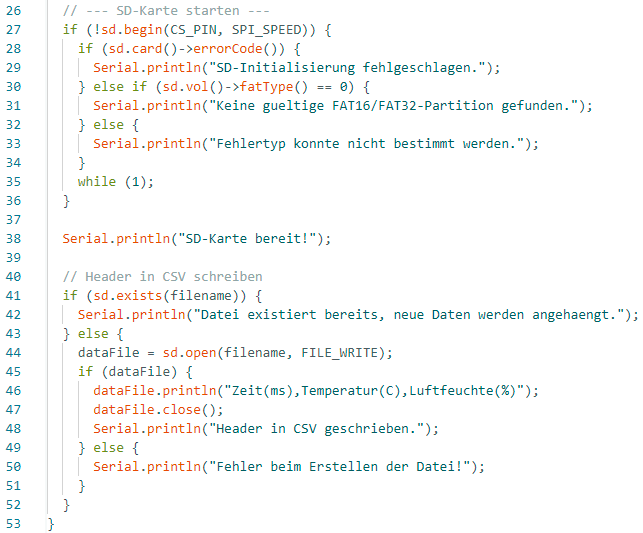 26 // --- SD-Karte starten ---
27 if (!sd.begin(CS_PIN, SPI_SPEED)) {
28 if (sd.card()->errorCode()) {
29 Serial.println("SD-Initialisierung fehlgeschlagen.");
30 } else if (sd.vol()->fatType() == 0) {
31 Serial.println("Keine gueltige FAT16/FAT32-Partition gefunden.");
32 } else {
33 Serial.println("Fehlertyp konnte nicht bestimmt werden.");
34 }
35 while (1);
36 }
37
38 Serial.println("SD-Karte bereit!");
39
40 // Header in CSV schreiben
41 if (sd.exists(filename)) {
42 Serial.println("Datei existiert bereits, neue Daten werden angehaengt.");
43 } else {
44 dataFile = sd.open(filename, FILE_WRITE);
45 if (dataFile) {
46 dataFile.println("Zeit(ms),Temperatur(C),Luftfeuchte(%)");
47 dataFile.close();
48 Serial.println("Header in CSV geschrieben.");
49 } else {
50 Serial.println("Fehler beim Erstellen der Datei!");
51 }
52 }
53 }